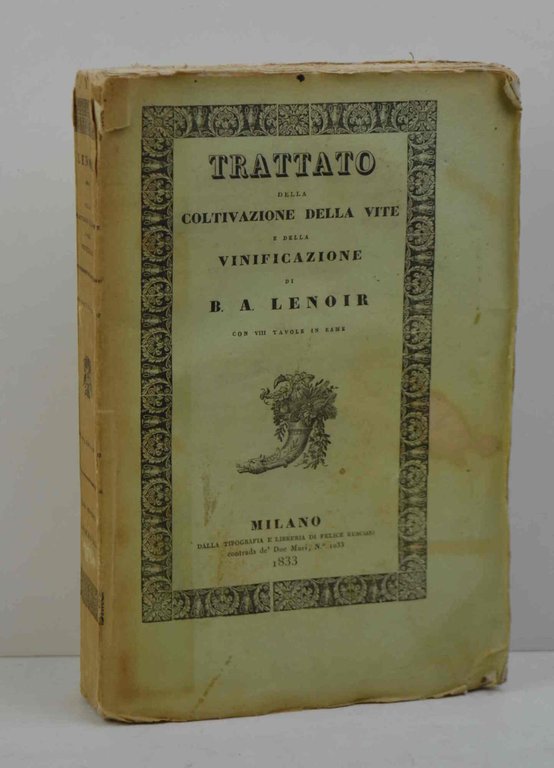 TRATTATO
DELLA
COLTIVAZIONE DELLA VITE
E DELLA
VINIFICAZIONE
DI
B. A. LENOIR
CON VIII TAVOLE IN RAME
MILANO
DALLA TIPOGRAFIA E LIBRERIA DI FELICE RUSCONI
contrada de' Due Muri, N.º 1033
1833